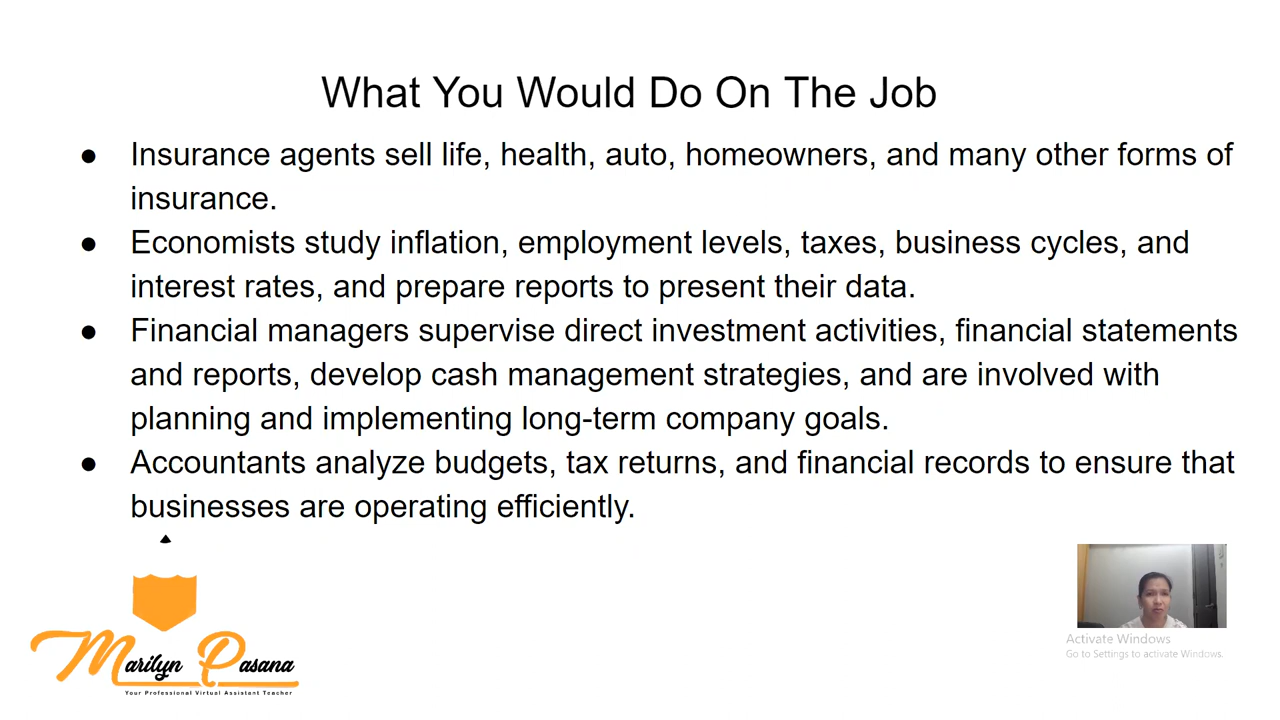 What You Would Do On The Job
● Insurance agents sell life, health, auto, homeowners, and many other forms of
insurance.
● Economists study inflation, employment levels, taxes, business cycles, and
interest rates, and prepare reports to present their data.
● Financial managers supervise direct investment activities, financial statements
and reports, develop cash management strategies, and are involved with
planning and implementing long-term company goals.
● Accountants analyze budgets, tax returns, and financial records to ensure that
businesses are operating efficiently.
Marilyn Pasana
Your Professional Virtual Assistant Teacher
Activate Windows
Go to Settings to activate Windows.